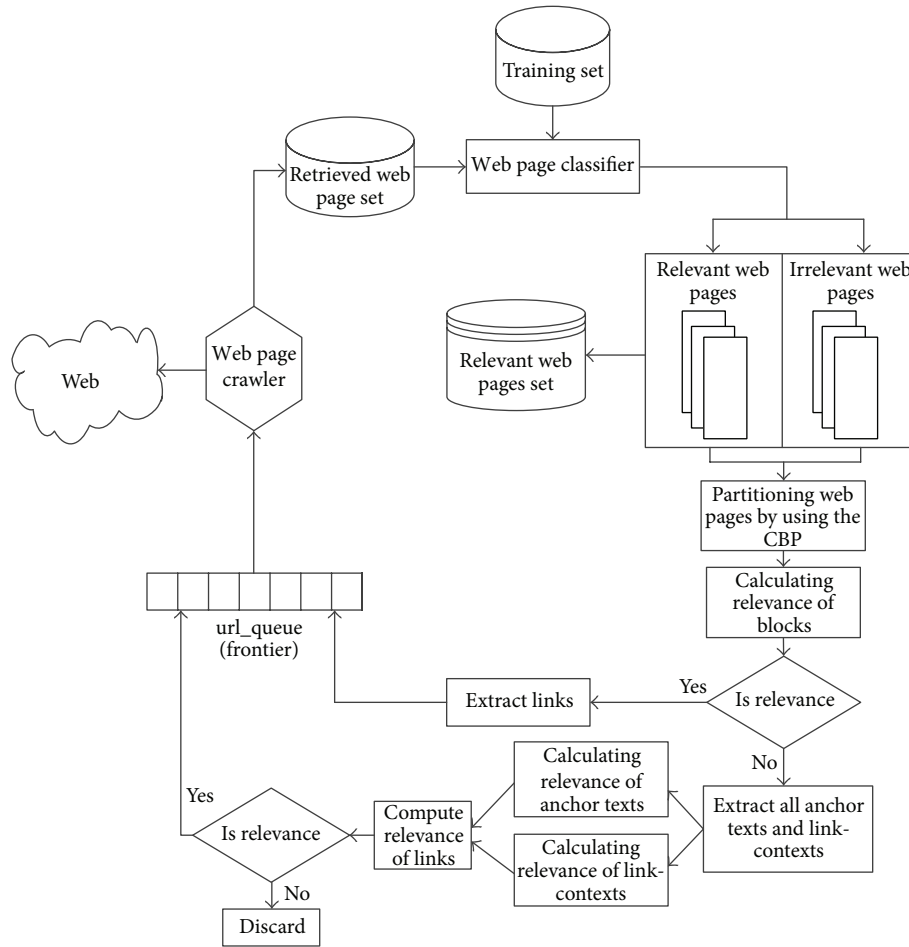 Training set
Retrieved web
page set
Web page classifier
Relevant web
pages
Irrelevant web
pages
Web
Web page
crawler
Relevant web
pages set
Partitioning web
pages by using the
CBP
Calculating
relevance of
blocks
url_queue
(frontier)
Extract links
Yes
Is relevance
No
Calculating
relevance of
anchor texts
Extract all anchor
texts and link-
contexts
Yes
Is relevance
Compute
relevance
of links
Calculating
relevance of link-
contexts
No
Discard